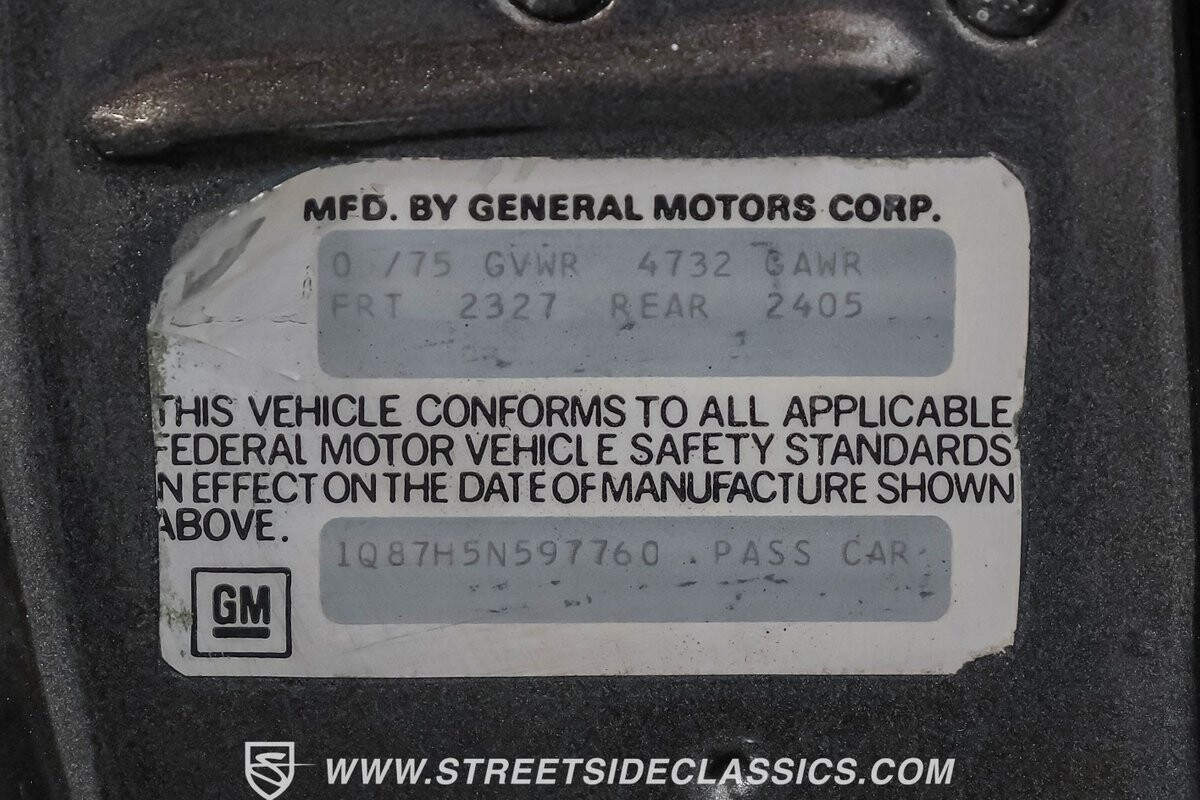 MFD. BY GENERAL MOTORS CORP.
0 /75 GVWR 4732 GAWR
FRT 2327 REAR 2405
THIS VEHICLE CONFORMS TO ALL APPLICABLE
FEDERAL MOTOR VEHICLE SAFETY STANDARDS
IN EFFECT ON THE DATE OF MANUFACTURE SHOWN
ABOVE.
1Q87H5N597760 PASS CAR
GM
WWW.STREETSIDECLASSICS.COM